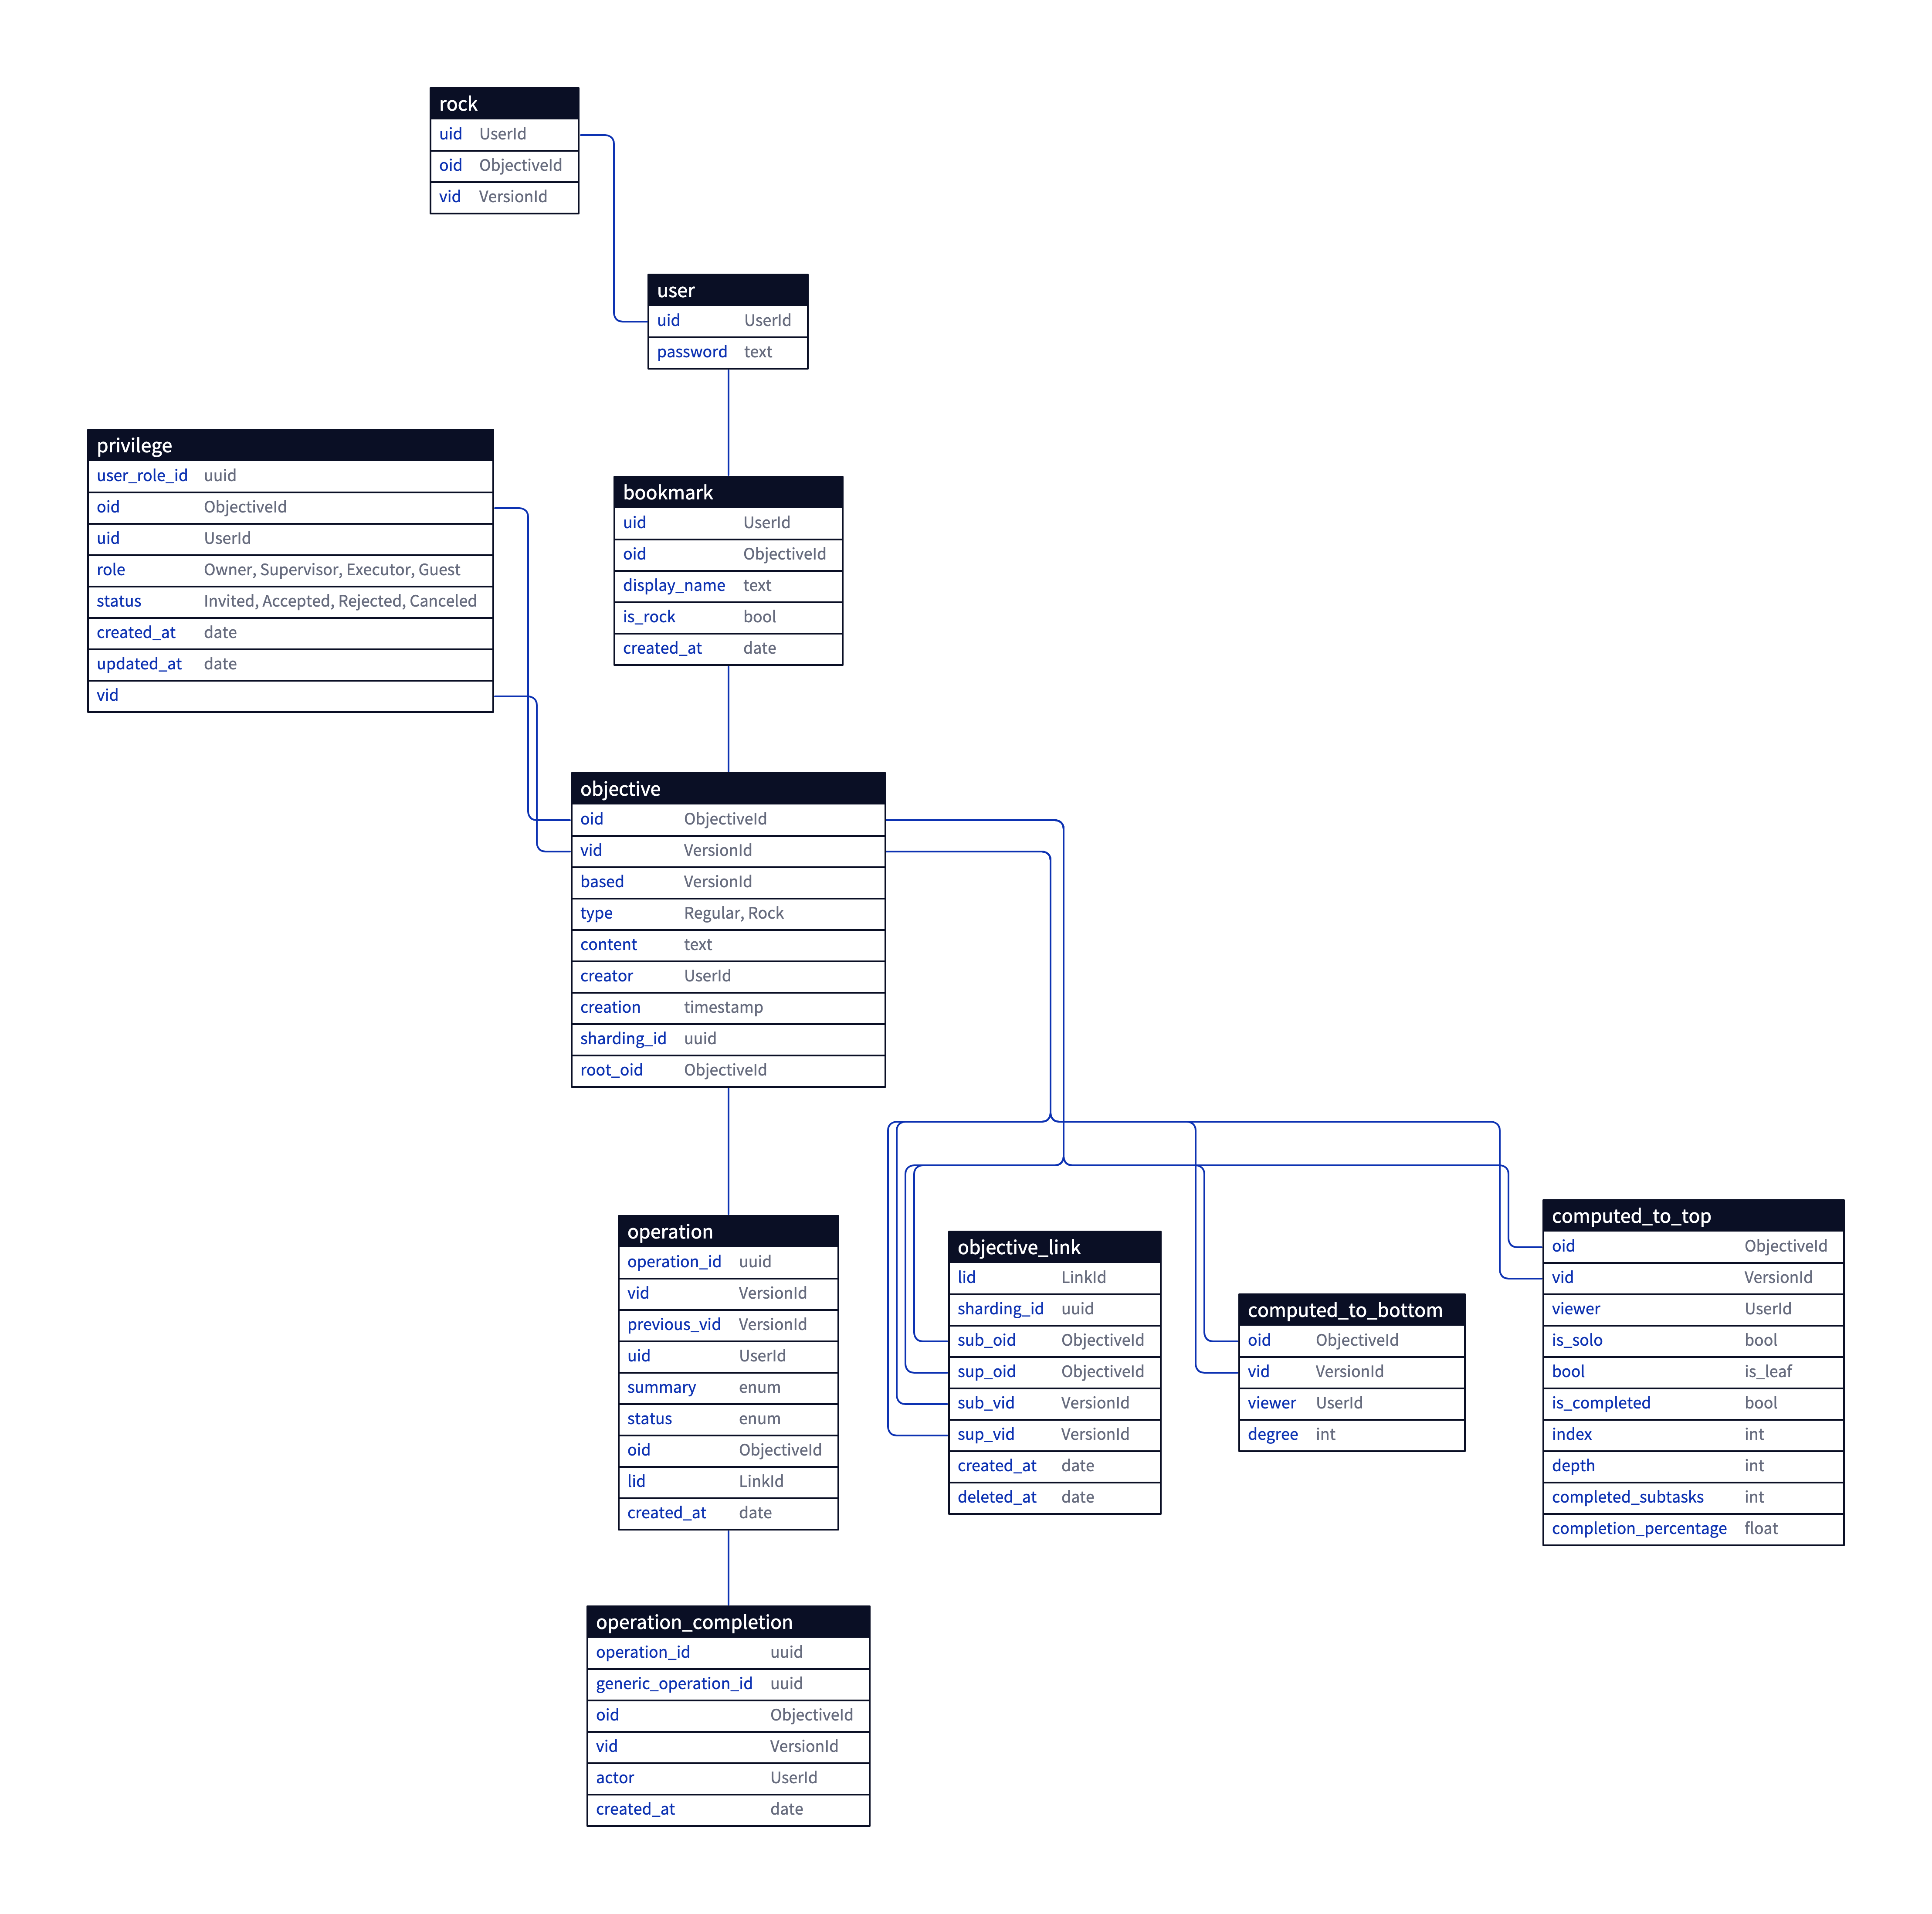 rock
uid UserId
oid ObjectiveId
vid VersionId
user
uid UserId
password text
privilege
user_role_id uuid
oid ObjectiveId
uid UserId
role Owner, Supervisor, Executor, Guest
status Invited, Accepted, Rejected, Canceled
created_at date
updated_at date
vid
bookmark
uid UserId
oid ObjectiveId
display_name text
is_rock bool
created_at date
objective
oid ObjectiveId
vid VersionId
based VersionId
type Regular, Rock
content text
creator UserId
creation timestamp
sharding_id uuid
root_oid ObjectiveId
operation
operation_id uuid
vid VersionId
previous_vid VersionId
uid UserId
summary enum
status enum
oid ObjectiveId
lid LinkId
created_at date
objective_link
lid LinkId
sharding_id uuid
sub_oid ObjectiveId
sup_oid ObjectiveId
sub_vid VersionId
sup_vid VersionId
created_at date
deleted_at date
computed_to_bottom
oid ObjectiveId
vid VersionId
viewer UserId
degree int
computed_to_top
oid ObjectiveId
vid VersionId
viewer UserId
is_solo bool
bool is_leaf
is_completed bool
index int
depth int
completed_subtasks int
completion_percentage float
operation_completion
operation_id uuid
generic_operation_id uuid
oid ObjectiveId
vid VersionId
actor UserId
created_at date